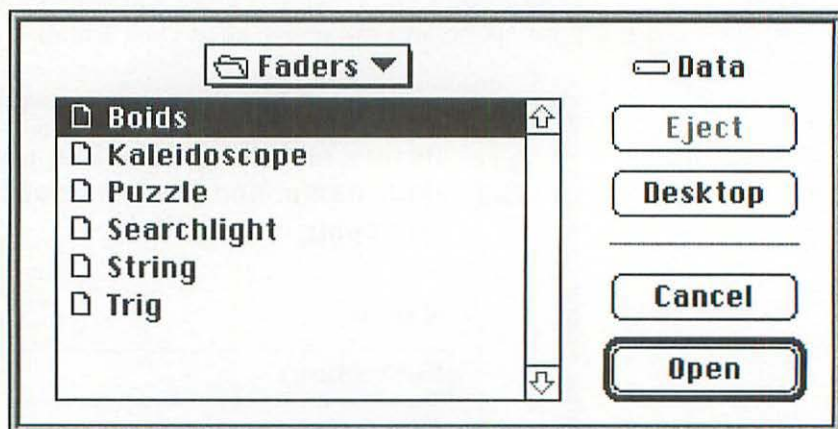 Faders
Data
Boids
Kaleidoscope
Puzzle
Searchlight
String
Trig
Eject
Desktop
Cancel
Open